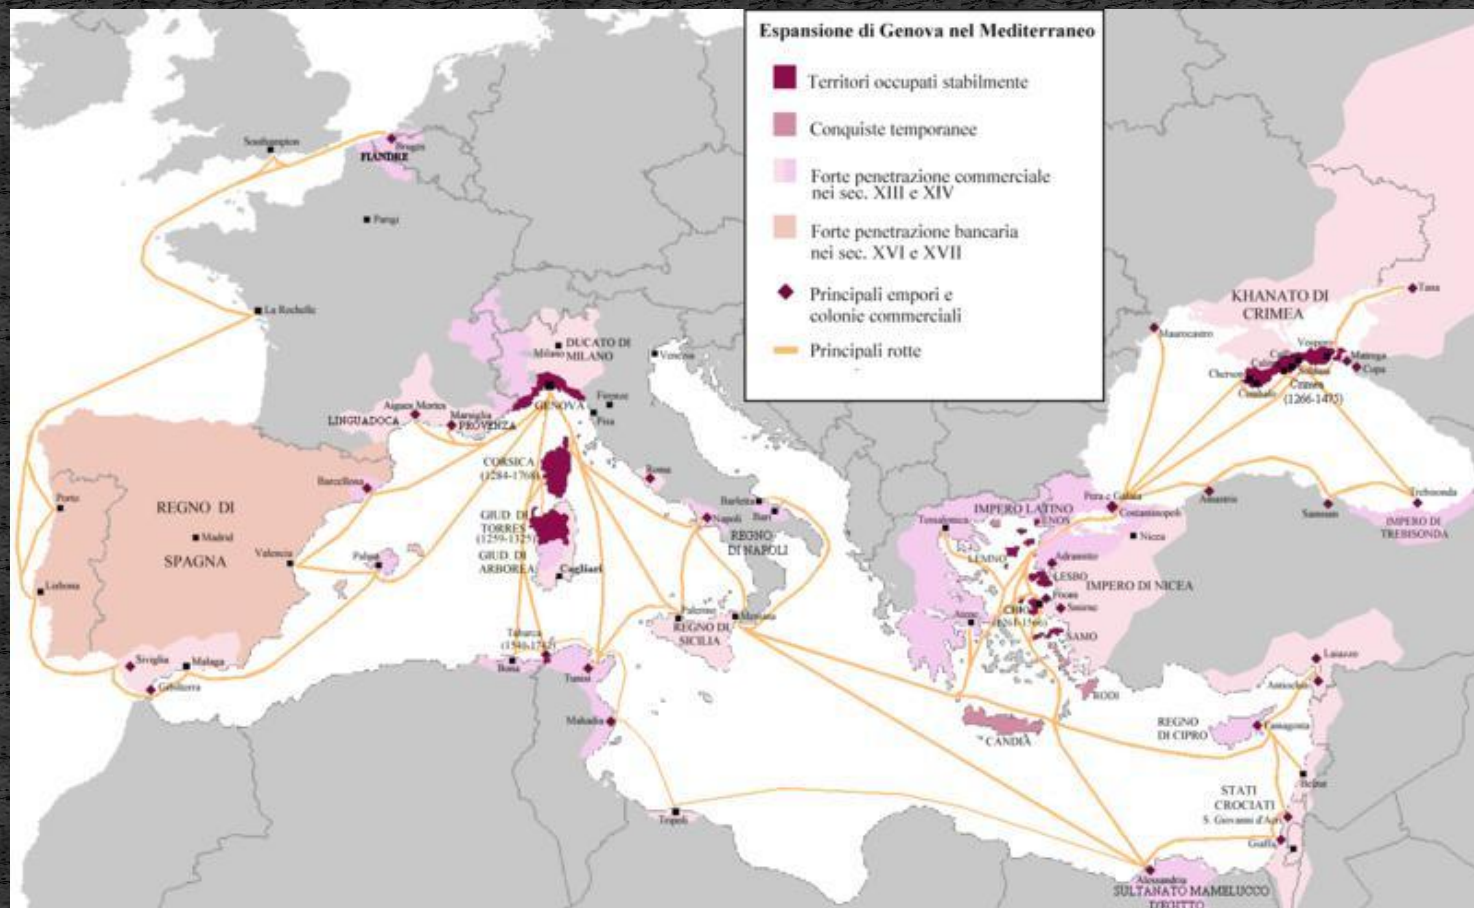 Espansione di Genova nel Mediterraneo
Territori occupati stabilmente
Conquiste temporanee
Forte penetrazione commerciale
nei sec. XIII e XIV
Forte penetrazione bancaria
nei sec. XVI e XVII
Principali empori e
colonie commerciali
Principali rotte
Southampton
Bruges
FIANDRE
Parigi
La Rochelle
Milano
DUCATO DI
MILANO
Venezia
GENOVA
Firenze
Pisa
Aigues Mortes
LINGUADOCA
Marsiglia
PROVENZA
CORSICA
(1284-1768)
Roma
Barcellona
GIUD. DI
TORRES
(1259-1325)
GIUD. DI
ARBOREA
Cagliari
Napoli
Barletta
Bari
REGNO
DI NAPOLI
Porto
REGNO DI
SPAGNA
Madrid
Valencia
Palma
Lisbona
Siviglia
Malaga
Gibilterra
Palermo
Messina
REGNO DI
SICILIA
Tabarca
Bona
Tunisi
Mahadia
Tripoli
KHANATO DI
CRIMEA
Tana
Maurocastro
Vosporo
Matrega
Copa
Cherson
Cembalo
Crimea
(1266-1475)
Pera e Galata
Costantinopoli
Amastris
Samsun
Trebisonda
IMPERO DI
TREBISONDA
Nicea
IMPERO LATINO
Tessalonica
ENOS
LEMNO
Adramitto
LESBO
IMPERO DI NICEA
Focea
Smirne
CHIO
Atene
SAMO
RODI
CANDIA
Laiazzo
Antiochia
REGNO
DI CIPRO
Famagosta
Beirut
STATI
CROCIATI
S. Giovanni d'Acri
Giaffa
Alessandria
SULTANATO MAMELUCCO
D'EGITTO